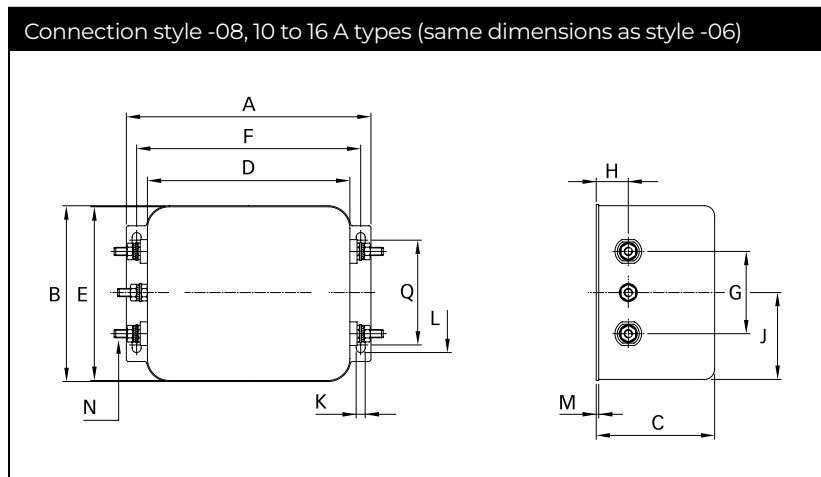 Connection style -08, 10 to 16 A types (same dimensions as style -06)
A
F
D
H
B
E
Q
G
L
J
N
K
M
C